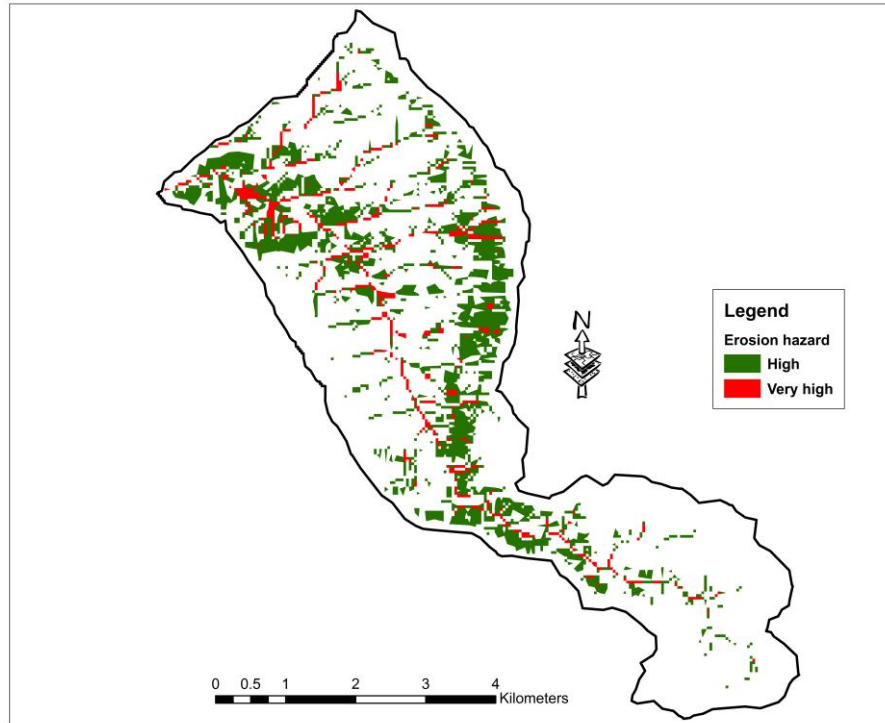 N
Legend
Erosion hazard
High
Very high
0 0.5 1 2 3 4
Kilometers